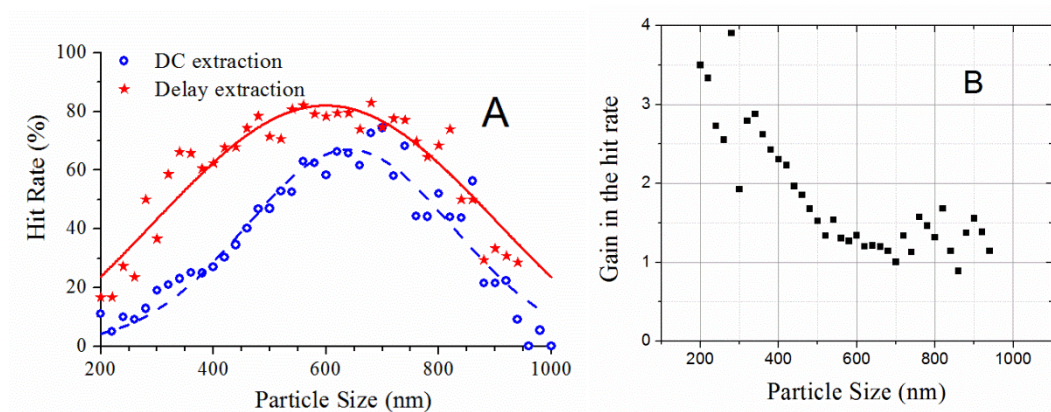 100
80
60
40
20
0
Hit Rate (%)
DC extraction
Delay extraction
A
200
400
600
800
1000
Particle Size (nm)
4
3
2
1
0
Gain in the hit rate
B
200
400
600
800
1000
Particle Size (nm)